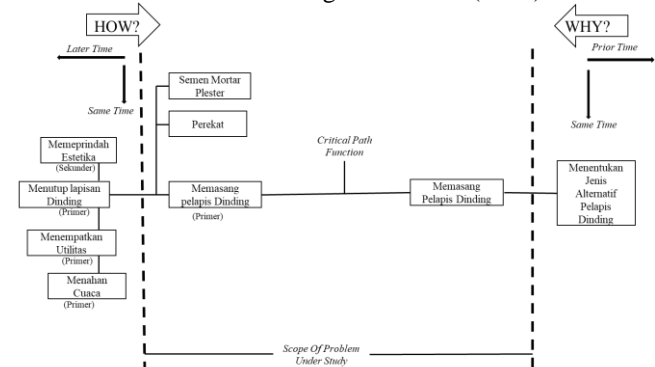 HOW?
WHY?
Later Time
Prior Time
Same Time
Same Time
Semen Mortar
Plester
Perekat
Critical Path
Function
Memeprindah
Estetika
(Sekunder)
Menutup lapisan
Dinding
(Primer)
Memasang
pelapis Dinding
(Primer)
Memasang
Pelapis Dinding
Menentukan
Jenis
Alternatif
Pelapis
Dinding
Menempatkan
Utilitas
(Primer)
Menahan
Cuaca
(Primer)
Scope Of Problem
Under Study